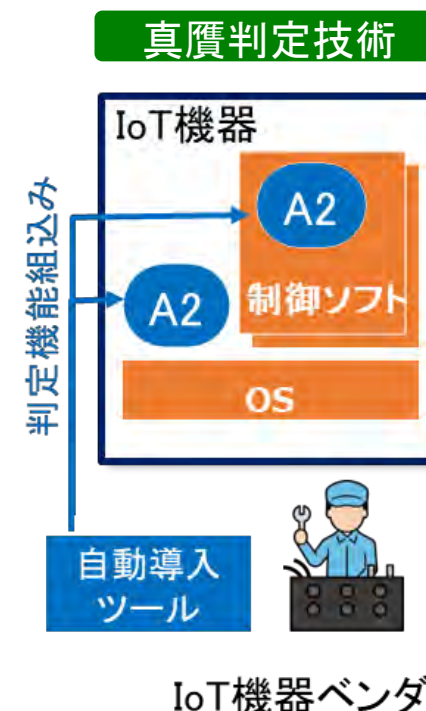 真贋判定技術
IoT機器
A2
制御ソフト
A2
OS
判定機能組込み
自動導入
ツール
IoT機器ベンダ